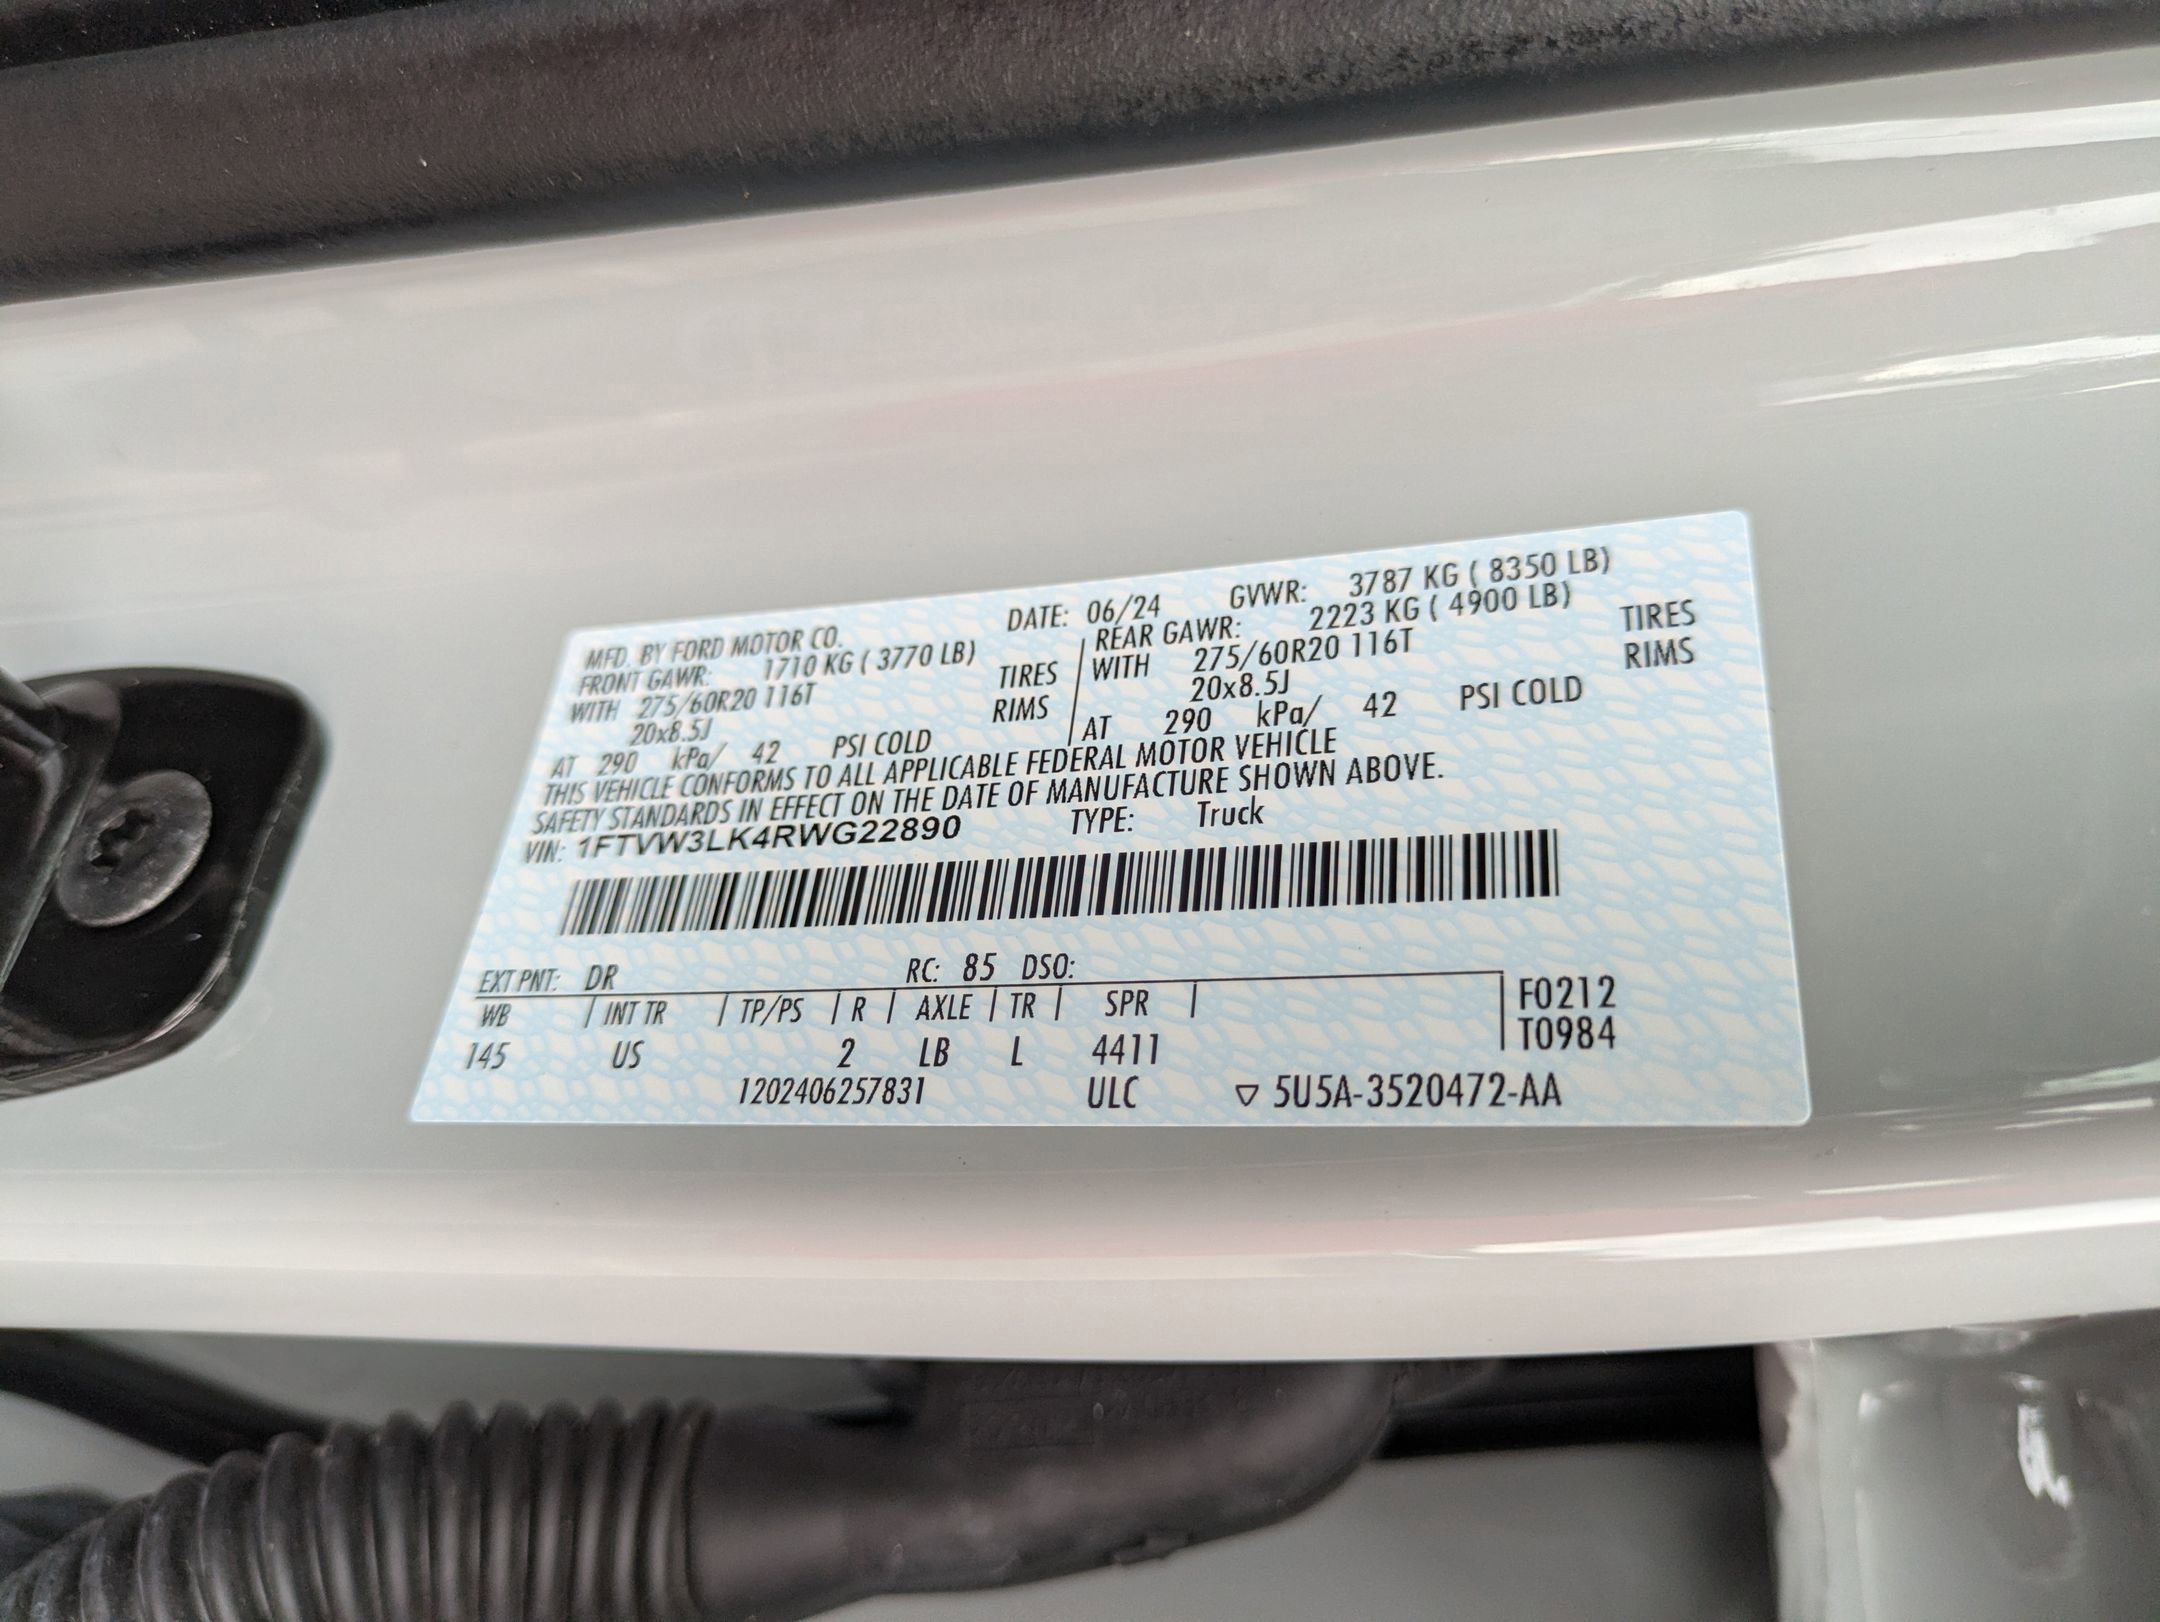 MFD. BY FORD MOTOR CO. DATE: 06/24 GVWR: 3787 KG ( 8350 LB)
FRONT GAWR: 1710 KG ( 3770 LB) REAR GAWR: 2223 KG ( 4900 LB)
WITH 275/60R20 116T TIRES WITH 275/60R20 116T TIRES
20x8.5J RIMS 20x8.5J RIMS
AT 290 kPa/ 42 PSI COLD AT 290 kPa/ 42 PSI COLD
THIS VEHICLE CONFORMS TO ALL APPLICABLE FEDERAL MOTOR VEHICLE
SAFETY STANDARDS IN EFFECT ON THE DATE OF MANUFACTURE SHOWN ABOVE.
VIN: 1FTVW3LK4RWG22890 TYPE: Truck
EXT PNT: DR RC: 85 DSO:
WB INT TR TP/PS R AXLE TR SPR F0212
145 US 2 LB L 4411 T0984
1202406257831 ULC ▽ 5U5A-3520472-AA